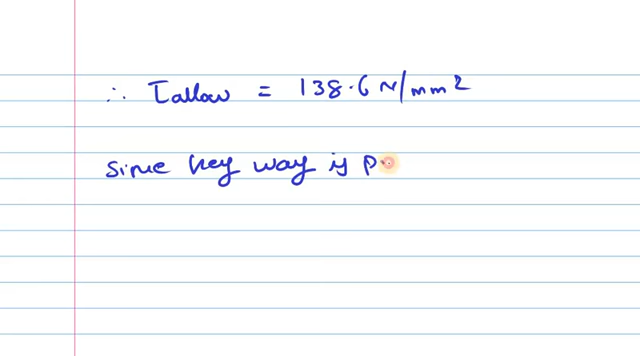 ∴ τallow = 138.6 N/mm²
Since key way is p